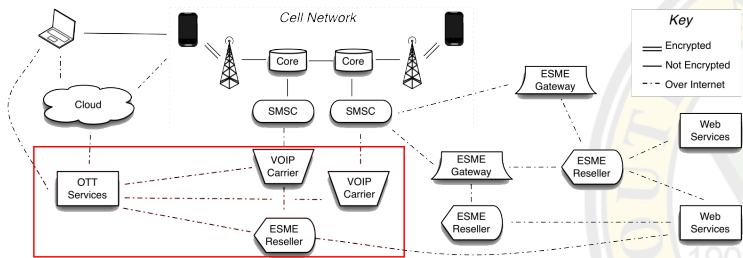 Cell Network
Key
Encrypted
Not Encrypted
Over Internet
Core
Core
ESME
Gateway
Cloud
SMSC
SMSC
Web
Services
VOIP
Carrier
ESME
Gateway
ESME
Reseller
OTT
Services
VOIP
Carrier
ESME
Reseller
ESME
Reseller
Web
Services